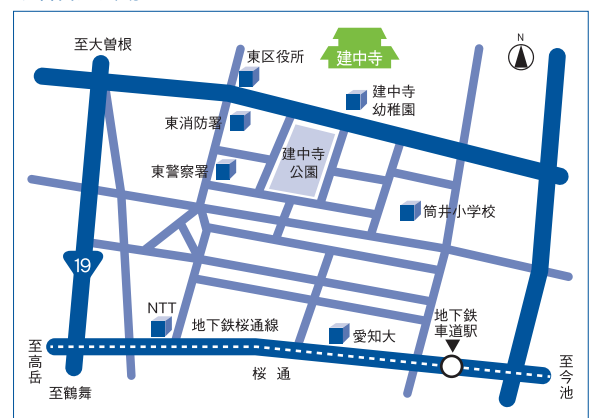 至大曽根
東区役所
建中寺
N
建中寺
幼稚園
東消防署
建中寺
公園
東警察署
筒井小学校
19
NTT
地下鉄桜通線
愛知大
地下鉄
車道駅
至高岳
至鶴舞
桜通
至今池